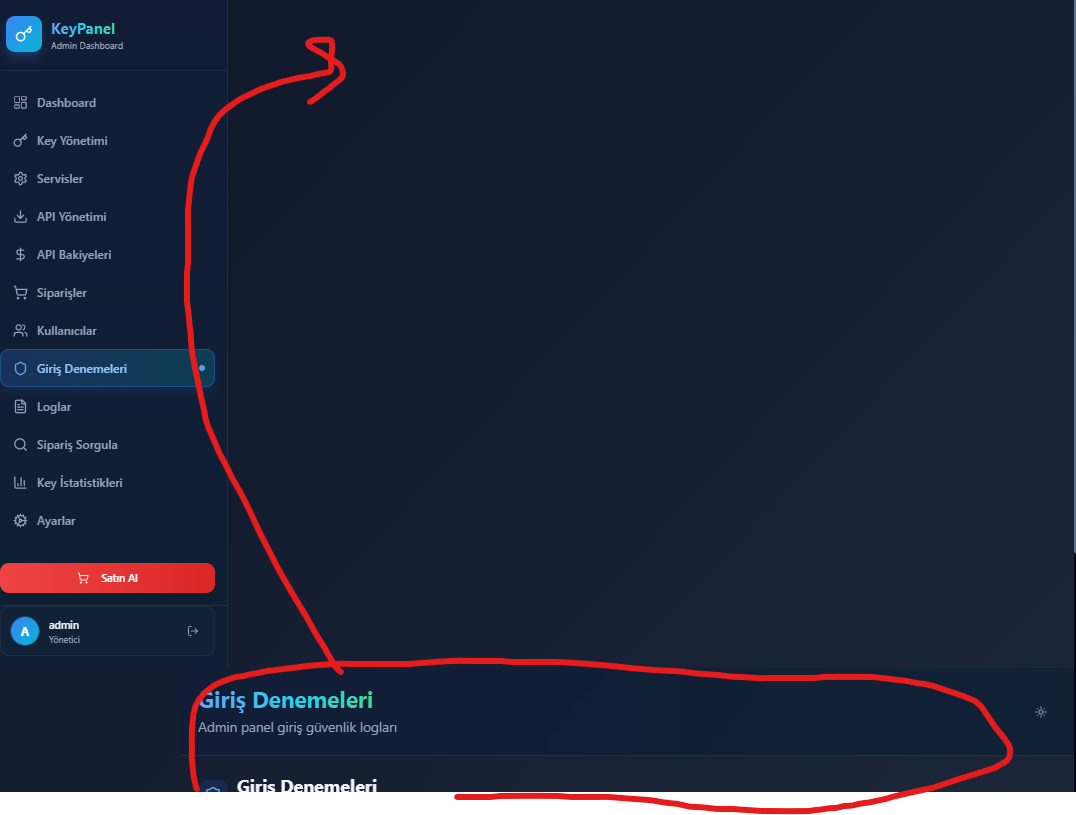 KeyPanel
Admin Dashboard
Dashboard
Key Yönetimi
Servisler
API Yönetimi
API Bakiyeleri
Siparişler
Kullanıcılar
Giriş Denemeleri
Loglar
Sipariş Sorgula
Key İstatistikleri
Ayarlar
Satın Al
A
admin
Yönetici
Giriş Denemeleri
Admin panel giriş güvenlik logları
Giriş Denemeleri